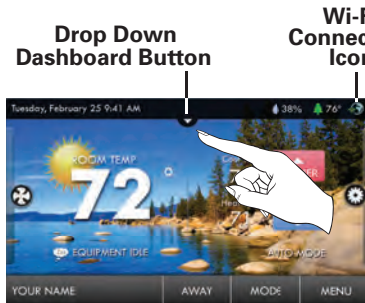 Wi-F
Drop Down
Connec
Dashboard Button
Icon
Tuesday, February 25 9:41 AM
38%
76°
ROOM TEMP
72°
EQUIPMENT IDLE
AUTO MODE
YOUR NAME
AWAY
MODE
MENU